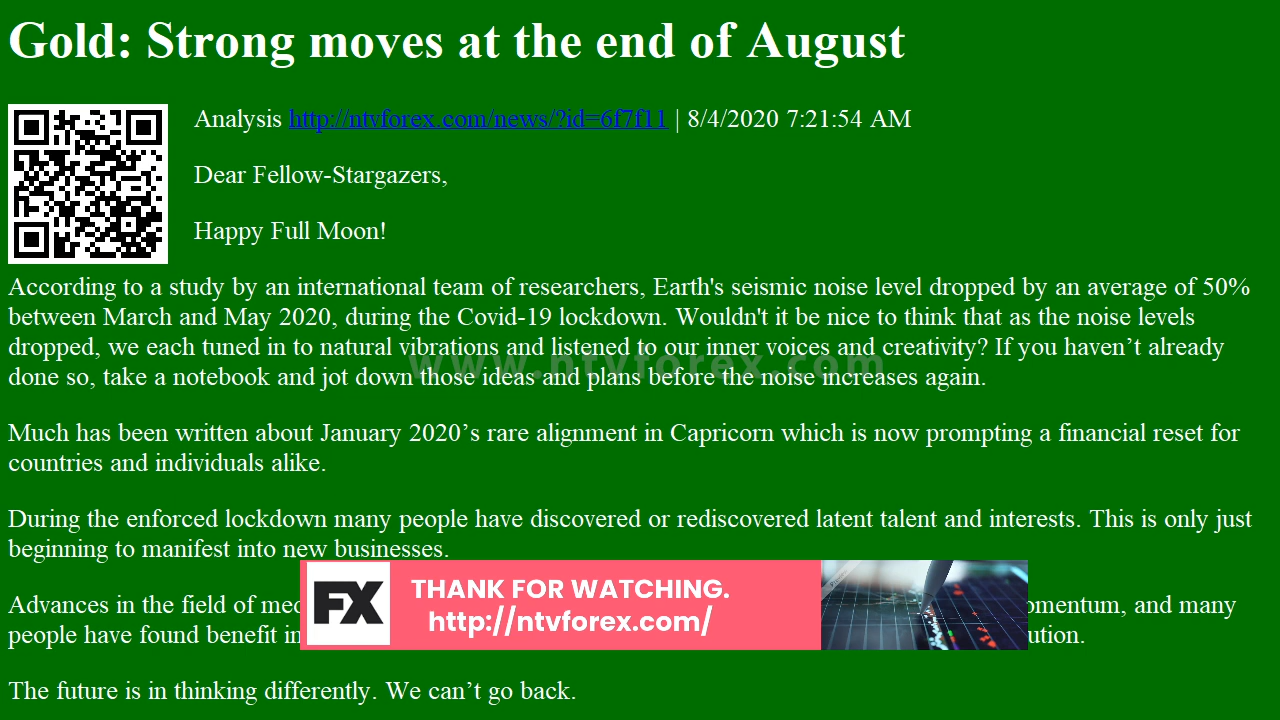 Gold: Strong moves at the end of August
Analysis http://ntvforex.com/news/?id=6f7f11 | 8/4/2020 7:21:54 AM
Dear Fellow-Stargazers,
Happy Full Moon!
According to a study by an international team of researchers, Earth's seismic noise level dropped by an average of 50%
between March and May 2020, during the Covid-19 lockdown. Wouldn't it be nice to think that as the noise levels
dropped, we each tuned in to natural vibrations and listened to our inner voices and creativity? If you haven’t already
done so, take a notebook and jot down those ideas and plans before the noise increases again.
www.ntvforex.com
Much has been written about January 2020’s rare alignment in Capricorn which is now prompting a financial reset for
countries and individuals alike.
During the enforced lockdown many people have discovered or rediscovered latent talent and interests. This is only just
beginning to manifest into new businesses.
Advances in the field of and many
people have found benefit
FX
THANK FOR WATCHING.
http://ntvforex.com/
The future is in thinking differently. We can’t go back.